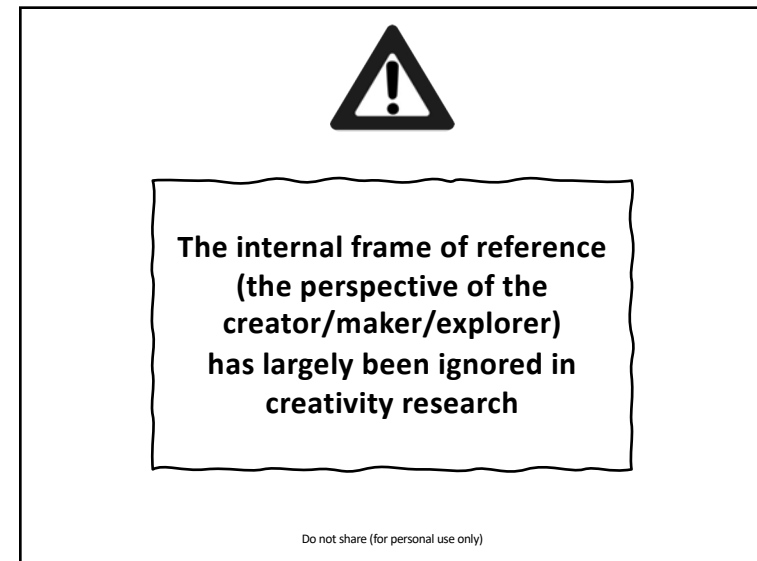 The internal frame of reference
(the perspective of the
creator/maker/explorer)
has largely been ignored in
creativity research
Do not share (for personal use only)